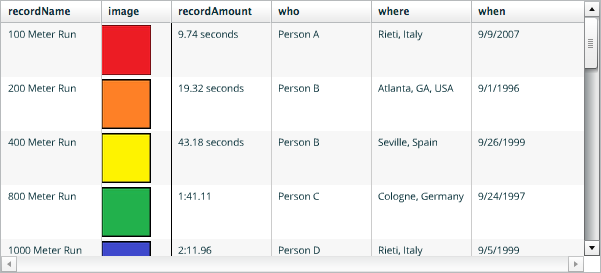 recordName image recordAmount who where when
100 Meter Run 9.74 seconds Person A Rieti, Italy 9/9/2007
200 Meter Run 19.32 seconds Person B Atlanta, GA, USA 9/1/1996
400 Meter Run 43.18 seconds Person B Seville, Spain 9/26/1999
800 Meter Run 1:41.11 Person C Cologne, Germany 9/24/1997
1000 Meter Run 2:11.96 Person D Rieti, Italy 9/5/1999